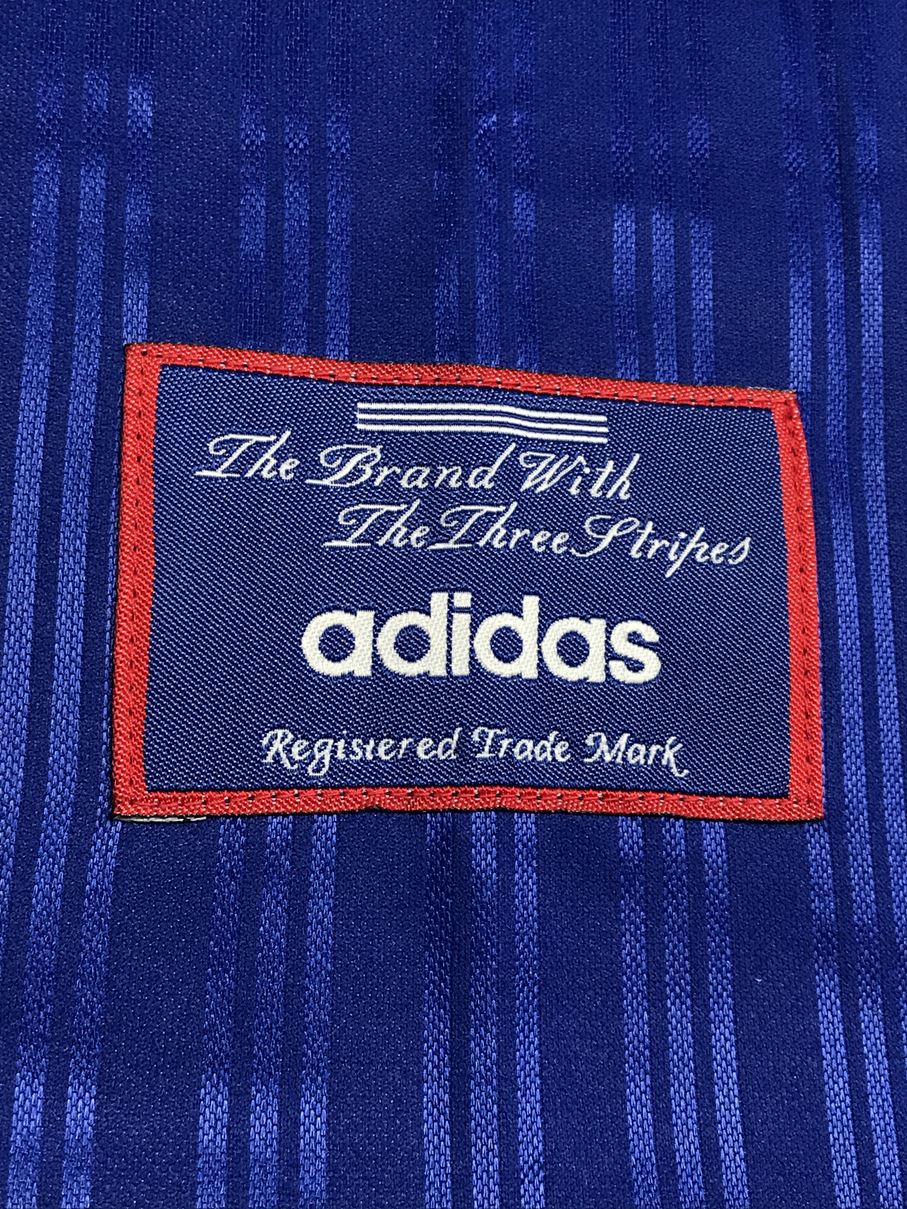 The Brand With
The Three Stripes
adidas
Registered Trade Mark